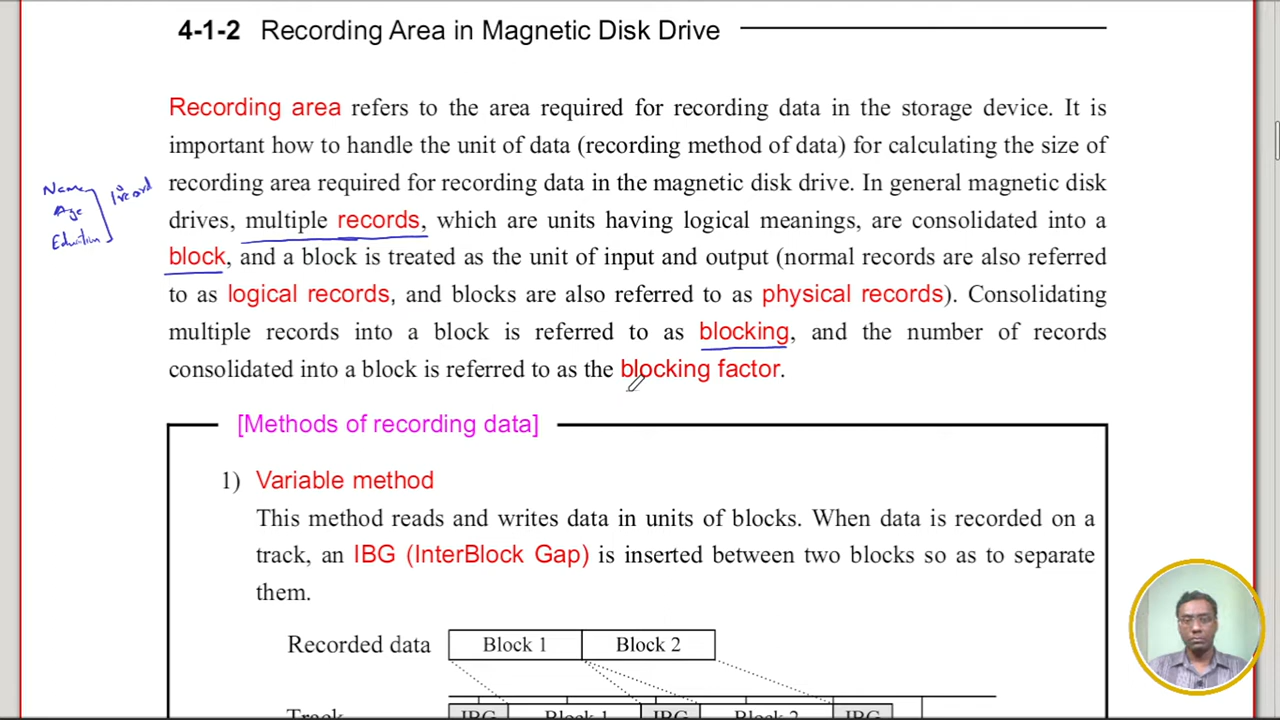 4-1-2 Recording Area in Magnetic Disk Drive
Recording area refers to the area required for recording data in the storage device. It is
important how to handle the unit of data (recording method of data) for calculating the size of
recording area required for recording data in the magnetic disk drive. In general magnetic disk
drives, multiple records, which are units having logical meanings, are consolidated into a
block, and a block is treated as the unit of input and output (normal records are also referred
to as logical records, and blocks are also referred to as physical records). Consolidating
multiple records into a block is referred to as blocking, and the number of records
consolidated into a block is referred to as the blocking factor.
Name
Age
Education
[Methods of recording data]
1) Variable method
This method reads and writes data in units of blocks. When data is recorded on a
track, an IBG (InterBlock Gap) is inserted between two blocks so as to separate
them.
Recorded data Block 1 Block 2
Track IBG Block 1 IBG Block 2 IBG